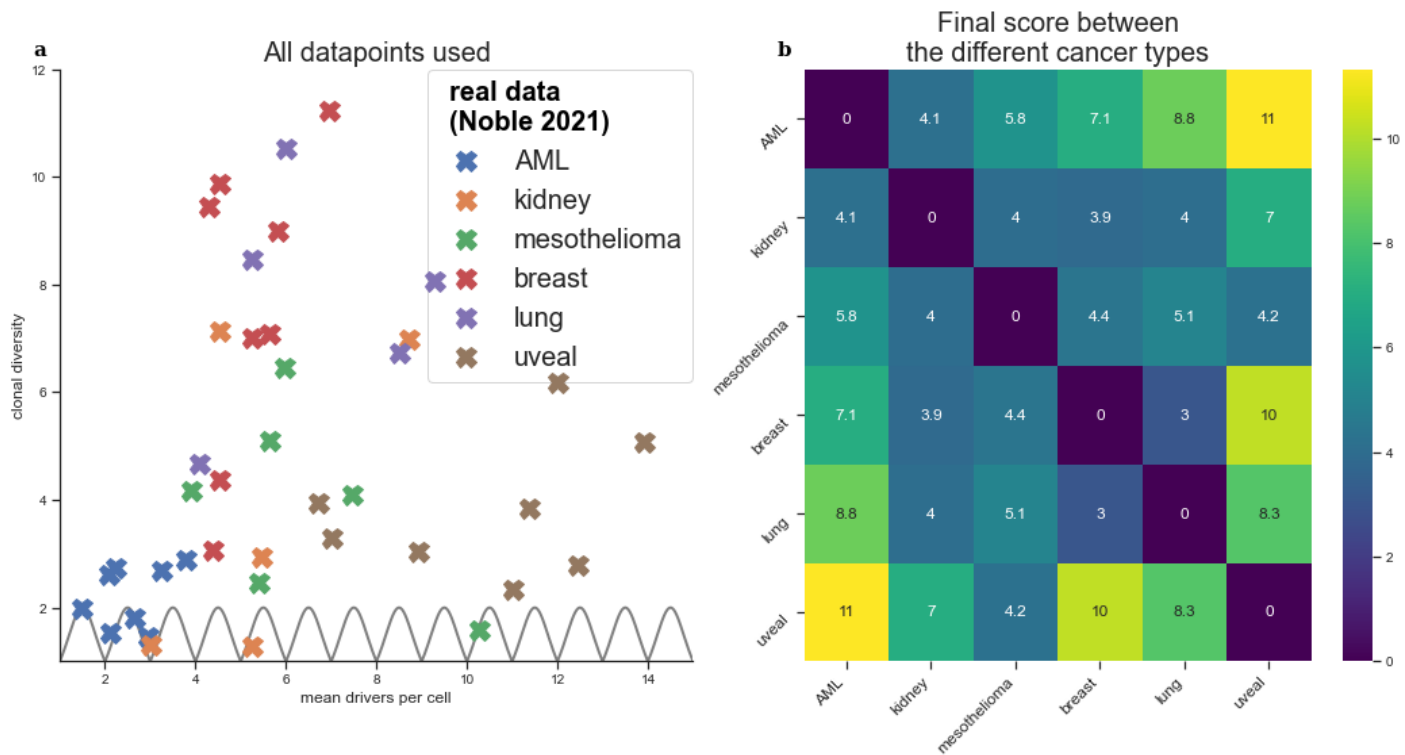 a
All datapoints used
12
10
8
6
4
2
clonal diversity
real data
(Noble 2021)
AML
kidney
mesothelioma
breast
lung
uveal
2 4 6 8 10 12 14
mean drivers per cell
b
Final score between
the different cancer types
AML 0 4.1 5.8 7.1 8.8 11
kidney 4.1 0 4 3.9 4 7
mesothelioma 5.8 4 0 4.4 5.1 4.2
breast 7.1 3.9 4.4 0 3 10
lung 8.8 4 5.1 3 0 8.3
uveal 11 7 4.2 10 8.3 0
AML kidney mesothelioma breast lung uveal
10
8
6
4
2
0